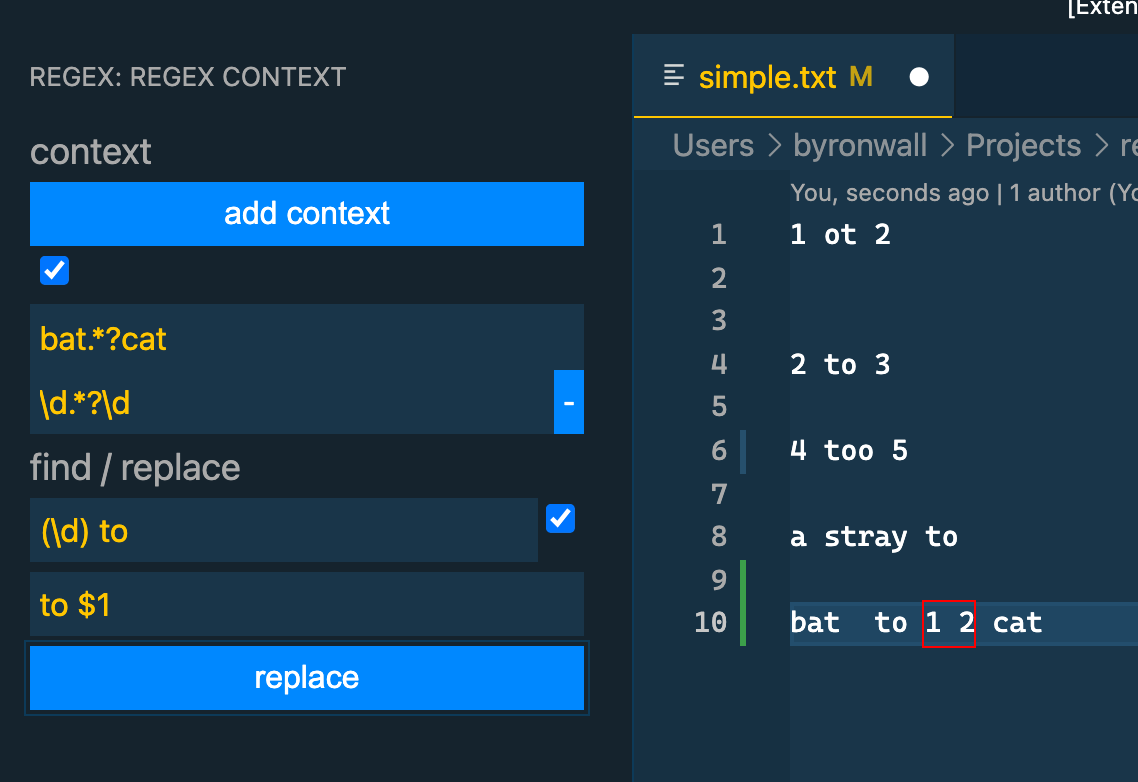 [Exten
REGEX: REGEX CONTEXT
context
add context
bat.*?cat
\d.*?\d
-
find / replace
(\d) to
to $1
replace
simple.txt M
Users > byronwall > Projects > re
You, seconds ago | 1 author (Yo
1 1 ot 2
2
3
4 2 to 3
5
6 4 too 5
7
8 a stray to
9
10 bat  to 1 2 cat